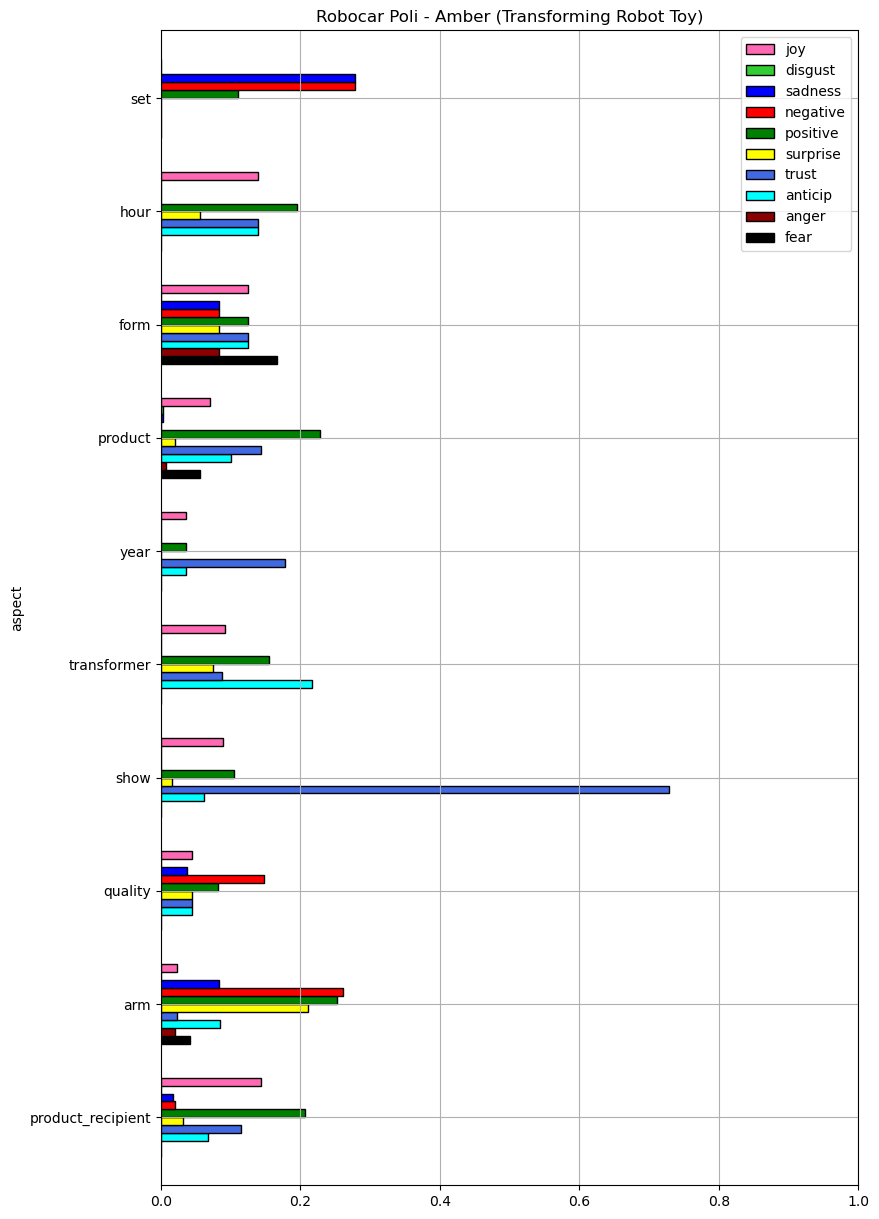 Robocar Poli - Amber (Transforming Robot Toy)
joy
disgust
sadness
negative
positive
surprise
trust
anticip
anger
fear
set
hour
form
product
year
transformer
show
quality
arm
product_recipient
aspect
0.0 0.2 0.4 0.6 0.8 1.0